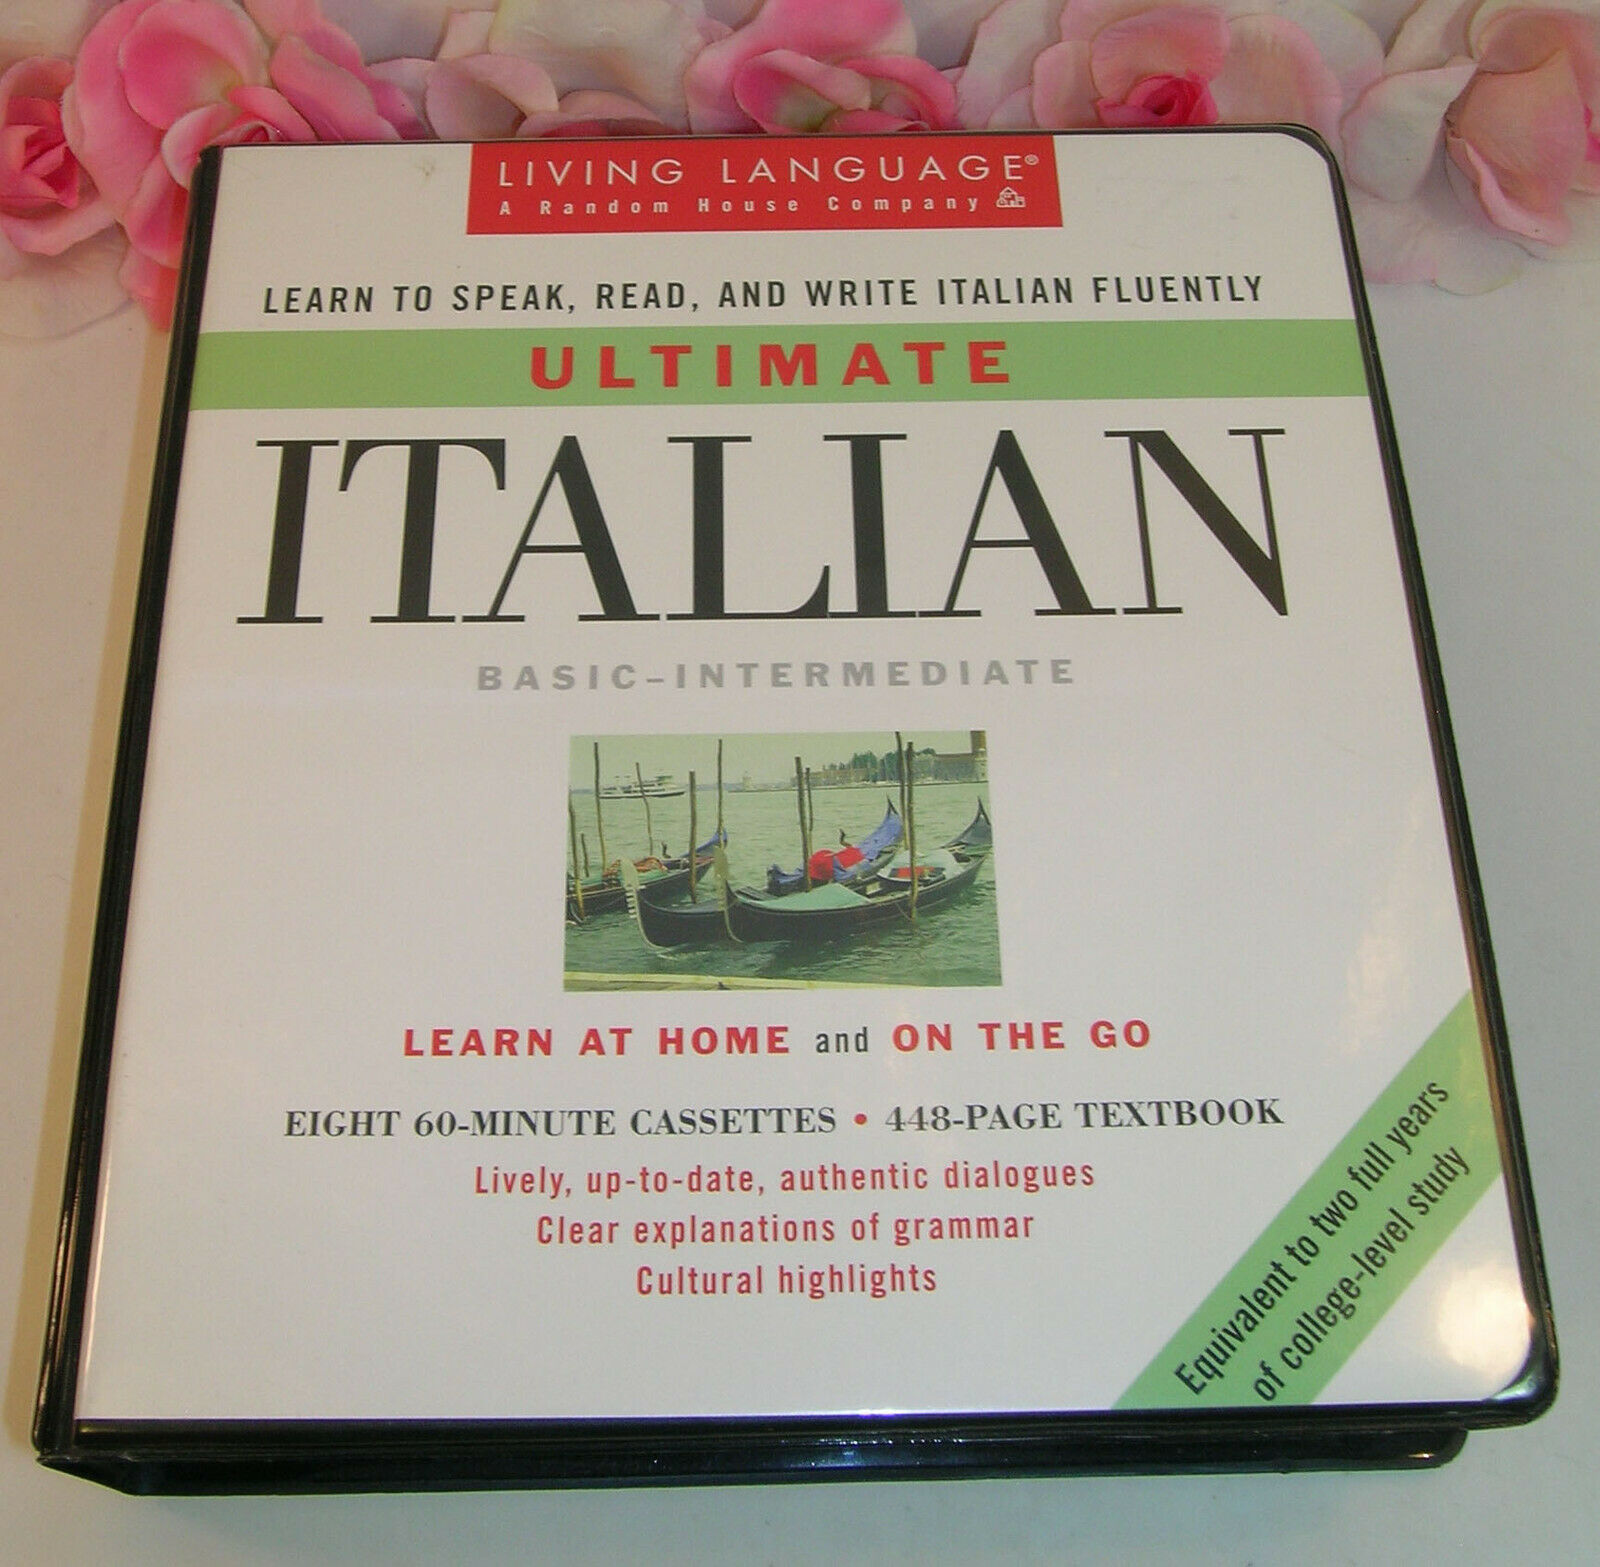 LIVING LANGUAGE®
A Random House Company
LEARN TO SPEAK, READ, AND WRITE ITALIAN FLUENTLY
ULTIMATE
ITALIAN
BASIC–INTERMEDIATE
LEARN AT HOME and ON THE GO
EIGHT 60-MINUTE CASSETTES • 448-PAGE TEXTBOOK
Lively, up-to-date, authentic dialogues
Clear explanations of grammar
Cultural highlights
Equivalent to two full years
of college-level study